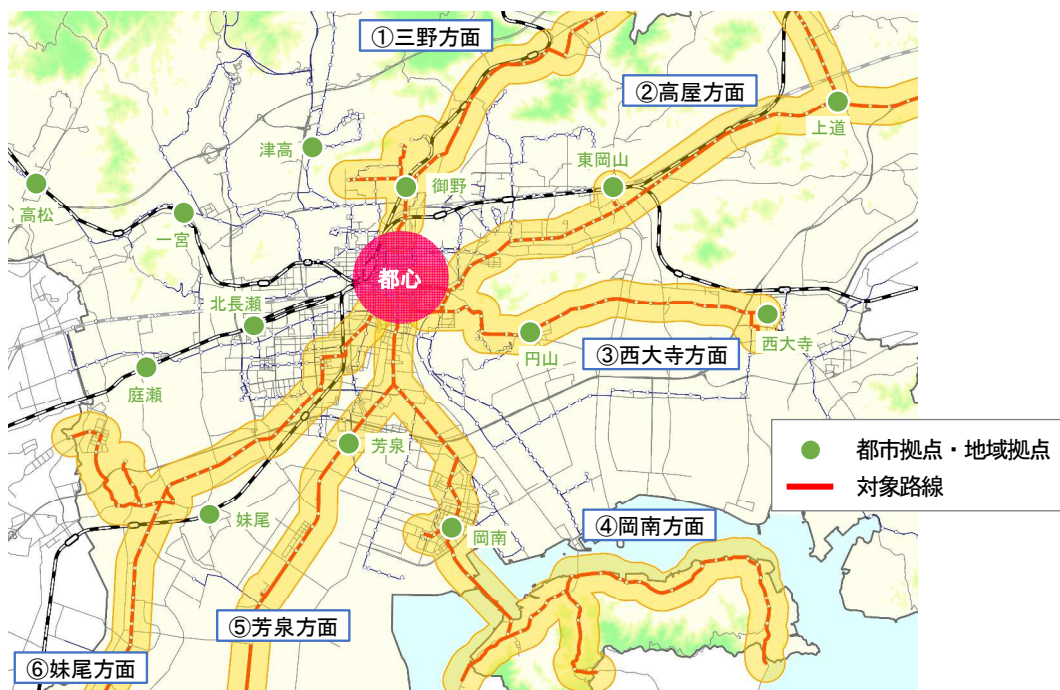 ①三野方面
②高屋方面
上道
津高
東岡山
御野
高松
一宮
都心
北長瀬
西大寺
円山
③西大寺方面
庭瀬
芳泉
都市拠点・地域拠点
対象路線
妹尾
岡南
④岡南方面
⑤芳泉方面
⑥妹尾方面